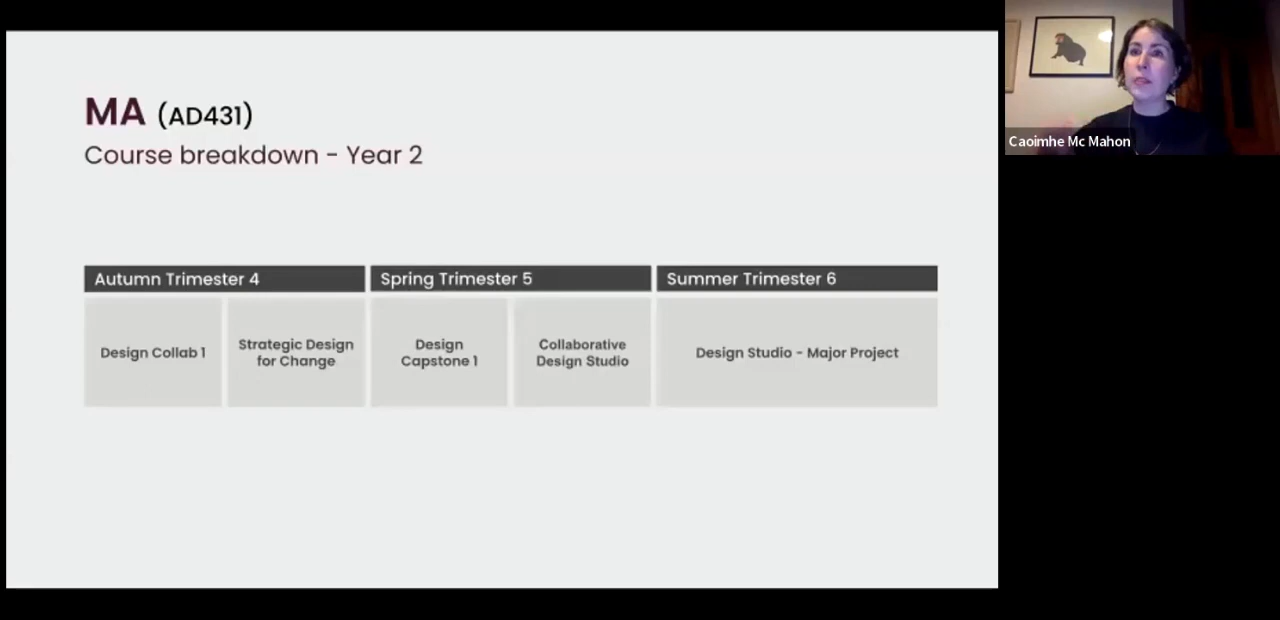 MA (AD431)
Course breakdown - Year 2
Autumn Trimester 4
Spring Trimester 5
Summer Trimester 6
Design Collab 1
Strategic Design
for Change
Design
Capstone 1
Collaborative
Design Studio
Design Studio - Major Project
Caoimhe Mc Mahon